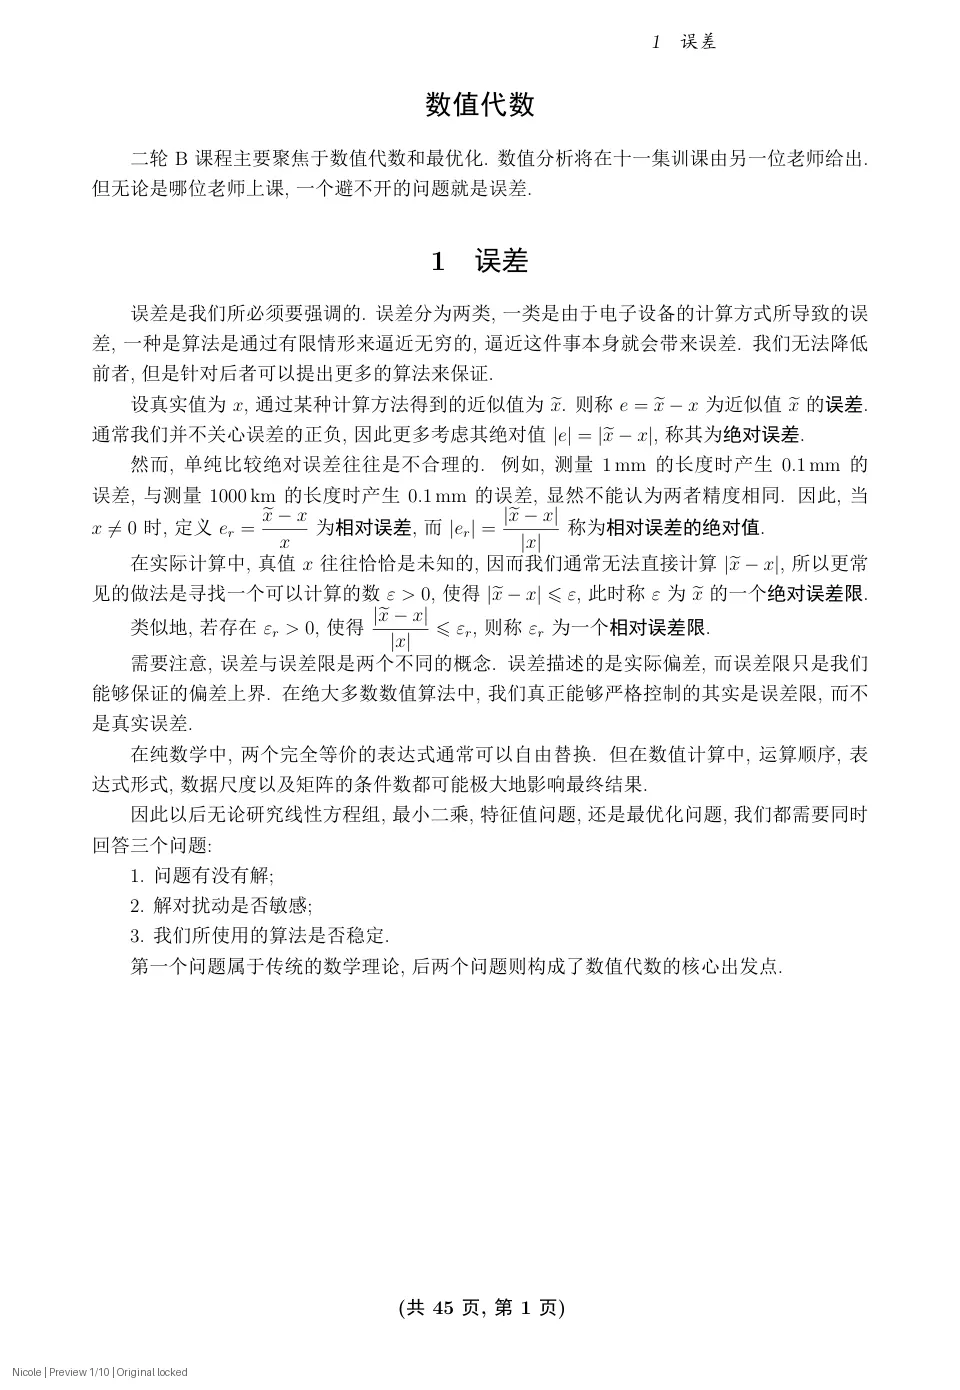 1 误差
数值代数
二轮 B 课程主要聚焦于数值代数和最优化. 数值分析将在十一集训课由另一位老师给出.
但无论是哪位老师上课, 一个避不开的问题就是误差.
1 误差
误差是我们所必须要强调的. 误差分为两类, 一类是由于电子设备的计算方式所导致的误
差, 一种是算法是通过有限情形来逼近无穷的, 逼近这件事本身就会带来误差. 我们无法降低
前者, 但是针对后者可以提出更多的算法来保证.
设真实值为 x, 通过某种计算方法得到的近似值为 x̃. 则称 e = x̃ − x 为近似值 x̃ 的误差.
通常我们并不关心误差的正负, 因此更多考虑其绝对值 |e| = |x̃ − x|, 称其为绝对误差.
然而, 单纯比较绝对误差往往是不合理的. 例如, 测量 1 mm 的长度时产生 0.1 mm 的
误差, 与测量 1000 km 的长度时产生 0.1 mm 的误差, 显然不能认为两者精度相同. 因此, 当
x ≠ 0 时, 定义 e_r = (x̃ − x)/x 为相对误差, 而 |e_r| = |x̃ − x|/|x| 称为相对误差的绝对值.
在实际计算中, 真值 x 往往恰恰是未知的, 因而我们通常无法直接计算 |x̃ − x|, 所以更常
见的做法是寻找一个可以计算的数 ε > 0, 使得 |x̃ − x| ⩽ ε, 此时称 ε 为 x̃ 的一个绝对误差限.
类似地, 若存在 ε_r > 0, 使得 |x̃ − x|/|x| ⩽ ε_r, 则称 ε_r 为一个相对误差限.
需要注意, 误差与误差限是两个不同的概念. 误差描述的是实际偏差, 而误差限只是我们
能够保证的偏差上界. 在绝大多数数值算法中, 我们真正能够严格控制的其实是误差限, 而不
是真实误差.
在纯数学中, 两个完全等价的表达式通常可以自由替换. 但在数值计算中, 运算顺序, 表
达式形式, 数据尺度以及矩阵的条件数都可能极大地影响最终结果.
因此以后无论研究线性方程组, 最小二乘, 特征值问题, 还是最优化问题, 我们都需要同时
回答三个问题:
1. 问题有没有解;
2. 解对扰动是否敏感;
3. 我们所使用的算法是否稳定.
第一个问题属于传统的数学理论, 后两个问题则构成了数值代数的核心出发点.
(共 45 页, 第 1 页)
Nicole | Preview 1/10 | Original locked